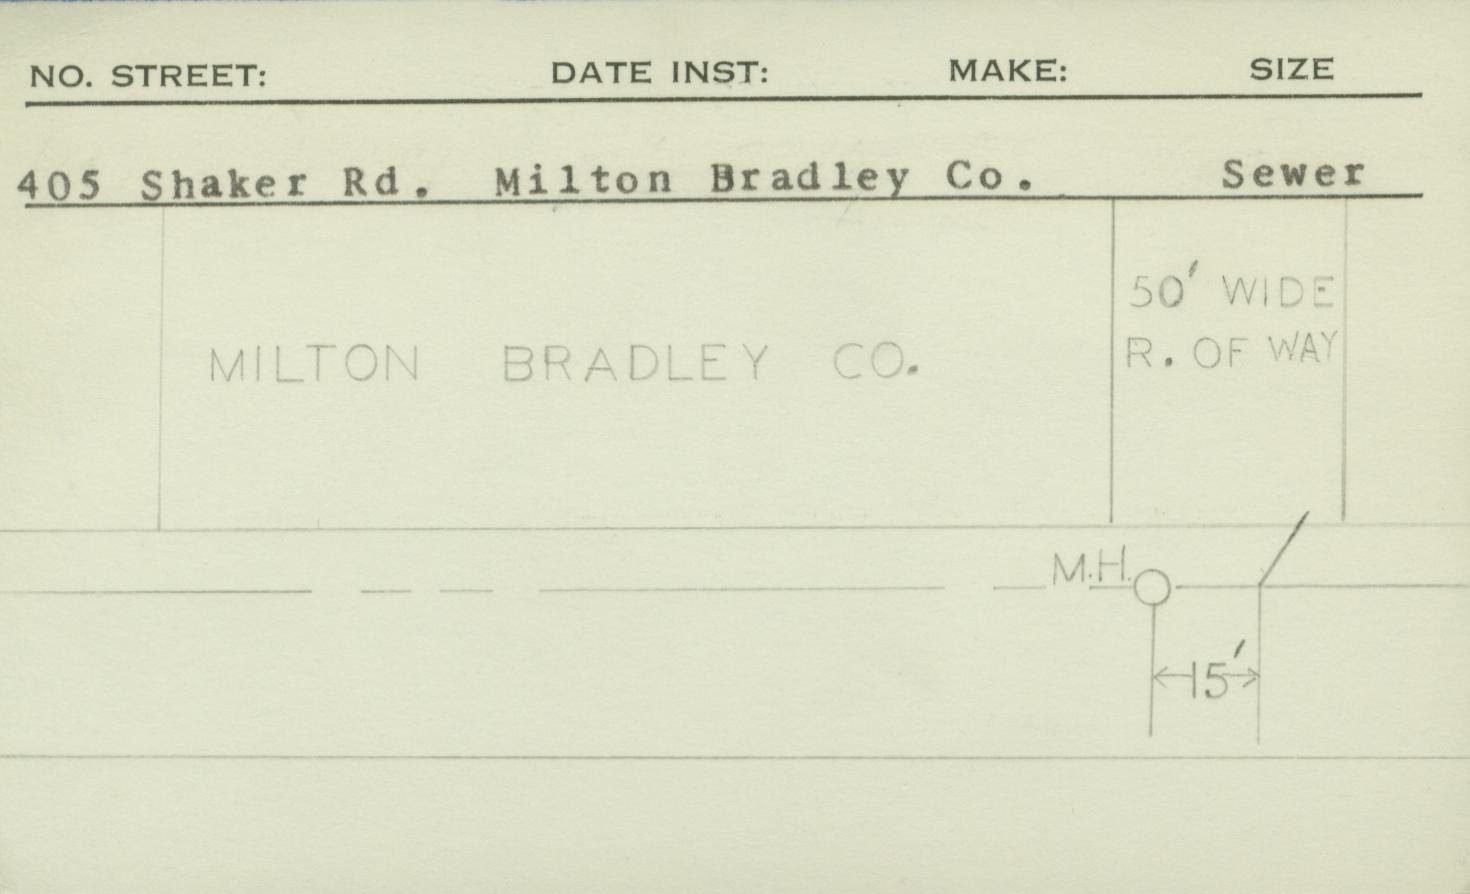 NO. STREET: DATE INST: MAKE: SIZE
405 Shaker Rd. Milton Bradley Co. Sewer
50' WIDE
R. OF WAY
MILTON BRADLEY CO.
M.H.
15'